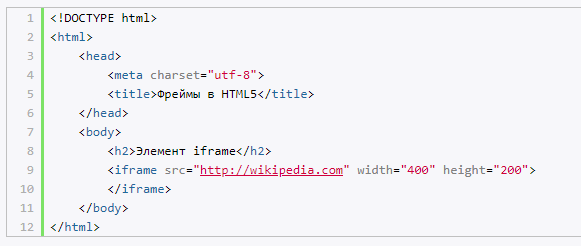 1 <!DOCTYPE html>
2 <html>
3     <head>
4         <meta charset="utf-8">
5         <title>Фреймы в HTML5</title>
6     </head>
7     <body>
8         <h2>Элемент iframe</h2>
9         <iframe src="http://wikipedia.com" width="400" height="200">
10         </iframe>
11     </body>
12 </html>